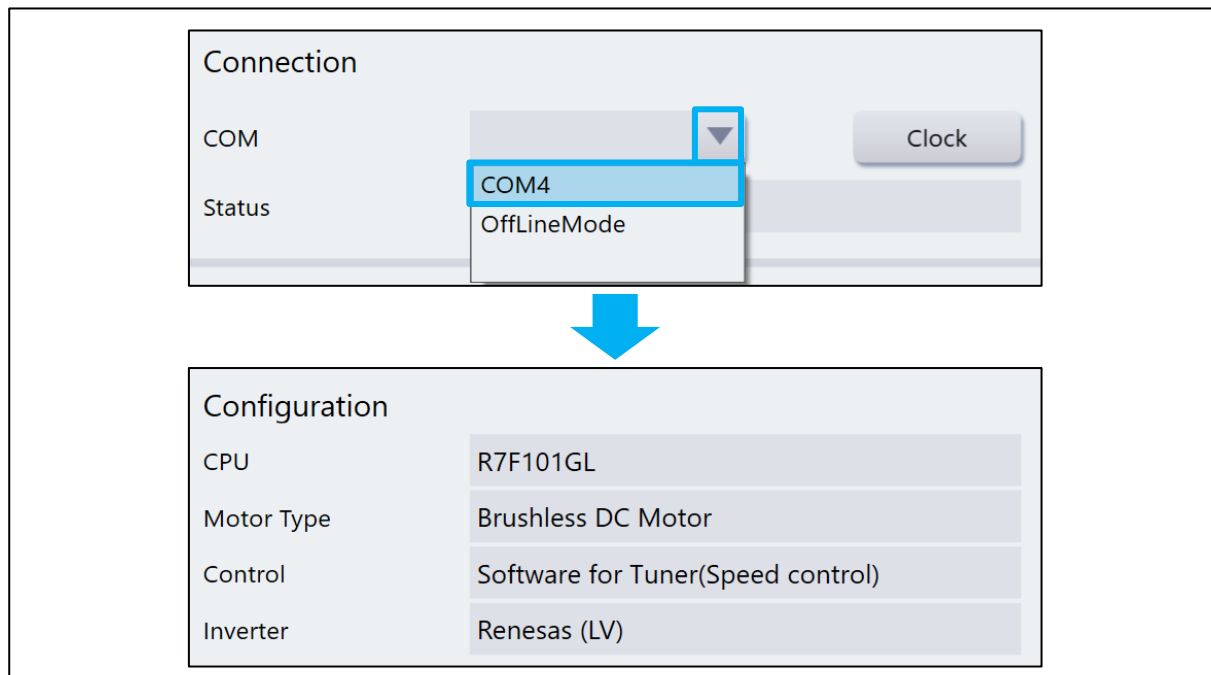 Connection
COM
Clock
COM4
Status
OffLineMode
Configuration
CPU R7F101GL
Motor Type Brushless DC Motor
Control Software for Tuner(Speed control)
Inverter Renesas (LV)